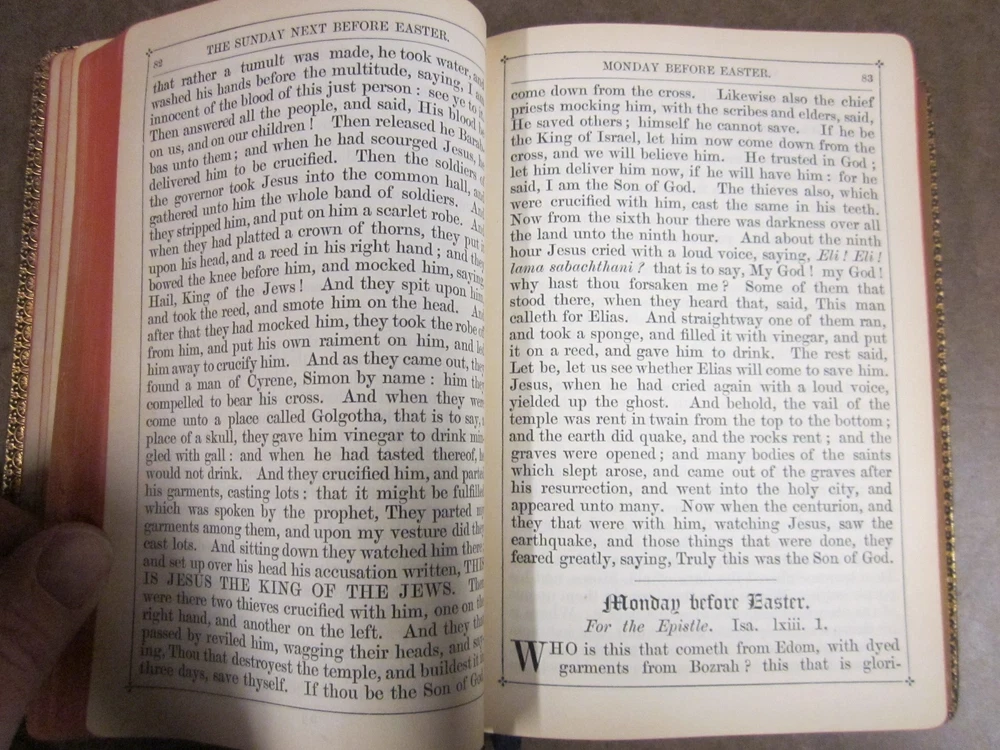 82
THE SUNDAY NEXT BEFORE EASTER.
that rather a tumult was made, he took water, and
washed his hands before the multitude, saying, I am
innocent of the blood of this just person : see ye to it.
Then answered all the people, and said, His blood be
on us, and on our children ! Then released he Barab-
bas unto them ; and when he had scourged Jesus, he
delivered him to be crucified. Then the soldiers of
the governor took Jesus into the common hall, and
gathered unto him the whole band of soldiers. And
they stripped him, and put on him a scarlet robe. And
when they had platted a crown of thorns, they put it
upon his head, and a reed in his right hand ; and they
bowed the knee before him, and mocked him, saying,
Hail, King of the Jews ! And they spit upon him,
and took the reed, and smote him on the head. And
after that they had mocked him, they took the robe off
from him, and put his own raiment on him, and led
him away to crucify him. And as they came out, they
found a man of Cyrene, Simon by name : him they
compelled to bear his cross. And when they were
come unto a place called Golgotha, that is to say, a
place of a skull, they gave him vinegar to drink min-
gled with gall : and when he had tasted thereof, he
would not drink. And they crucified him, and parted
his garments, casting lots : that it might be fulfilled
which was spoken by the prophet, They parted my
garments among them, and upon my vesture did they
cast lots. And sitting down they watched him there ;
and set up over his head his accusation written, THIS
IS JESUS THE KING OF THE JEWS. Then
were there two thieves crucified with him, one on the
right hand, and another on the left. And they that
passed by reviled him, wagging their heads, and say-
ing, Thou that destroyest the temple, and buildest it in
three days, save thyself. If thou be the Son of God,
MONDAY BEFORE EASTER.
83
come down from the cross. Likewise also the chief
priests mocking him, with the scribes and elders, said,
He saved others ; himself he cannot save. If he be
the King of Israel, let him now come down from the
cross, and we will believe him. He trusted in God ;
let him deliver him now, if he will have him : for he
said, I am the Son of God. The thieves also, which
were crucified with him, cast the same in his teeth.
Now from the sixth hour there was darkness over all
the land unto the ninth hour. And about the ninth
hour Jesus cried with a loud voice, saying, Eli ! Eli !
lama sabachthani ? that is to say, My God ! my God !
why hast thou forsaken me ? Some of them that
stood there, when they heard that, said, This man
calleth for Elias. And straightway one of them ran,
and took a sponge, and filled it with vinegar, and put
it on a reed, and gave him to drink. The rest said,
Let be, let us see whether Elias will come to save him.
Jesus, when he had cried again with a loud voice,
yielded up the ghost. And behold, the vail of the
temple was rent in twain from the top to the bottom ;
and the earth did quake, and the rocks rent ; and the
graves were opened ; and many bodies of the saints
which slept arose, and came out of the graves after
his resurrection, and went into the holy city, and
appeared unto many. Now when the centurion, and
they that were with him, watching Jesus, saw the
earthquake, and those things that were done, they
feared greatly, saying, Truly this was the Son of God.
Monday before Easter.
For the Epistle. Isa. lxiii. 1.
WHO is this that cometh from Edom, with dyed
garments from Bozrah ? this that is glori-